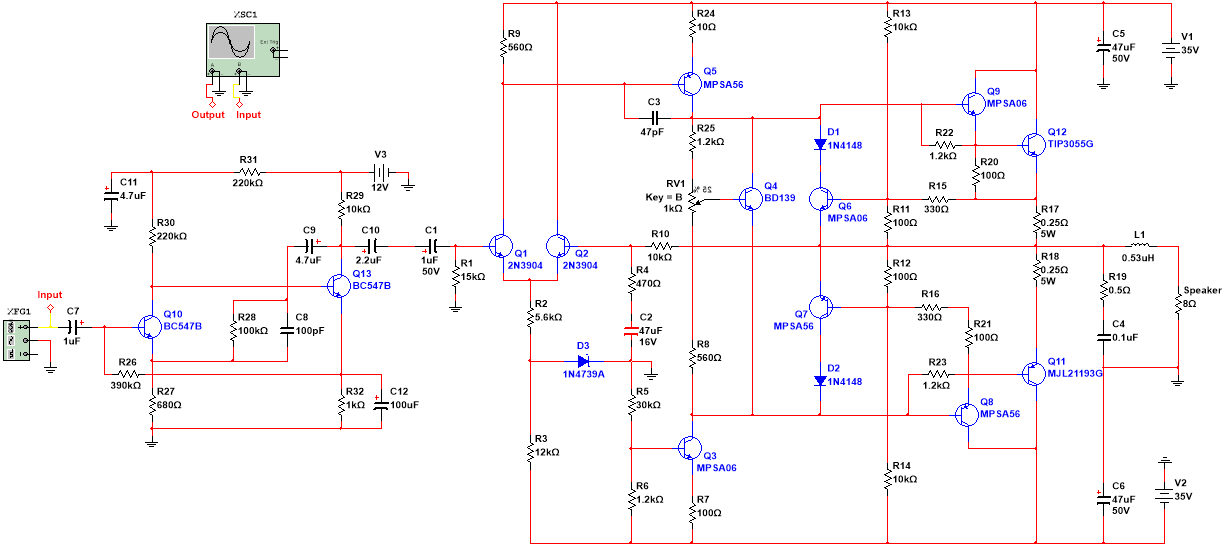 XSC1
Ext Trig
A B
Output Input
R9
560Ω
R24
10Ω
R13
10kΩ
C5
47uF
50V
V1
35V
Q5
MPSA56
C3
47pF
Q9
MPSA06
R25
1.2kΩ
D1
1N4148
R22
1.2kΩ
Q12
TIP3055G
R20
100Ω
C11
4.7uF
R31
220kΩ
V3
12V
R29
10kΩ
RV1
Key = B
1kΩ
25 %
Q4
BD139
Q6
MPSA06
R15
330Ω
R11
100Ω
R17
0.25Ω
5W
R30
220kΩ
C9
4.7uF
C10
2.2uF
C1
1uF
50V
R1
15kΩ
Q1
2N3904
Q2
2N3904
R10
10kΩ
R4
470Ω
R12
100Ω
R18
0.25Ω
5W
L1
0.53uH
R19
0.5Ω
Speaker
8Ω
Q13
BC547B
Input
XFG1
C7
1uF
Q10
BC547B
R28
100kΩ
C8
100pF
R2
5.6kΩ
C2
47uF
16V
Q7
MPSA56
R16
330Ω
R21
100Ω
C4
0.1uF
D3
1N4739A
R8
560Ω
R26
390kΩ
R27
680Ω
R32
1kΩ
C12
100uF
R5
30kΩ
D2
1N4148
R23
1.2kΩ
Q11
MJL21193G
Q8
MPSA56
R3
12kΩ
Q3
MPSA06
R6
1.2kΩ
R7
100Ω
R14
10kΩ
C6
47uF
50V
V2
35V